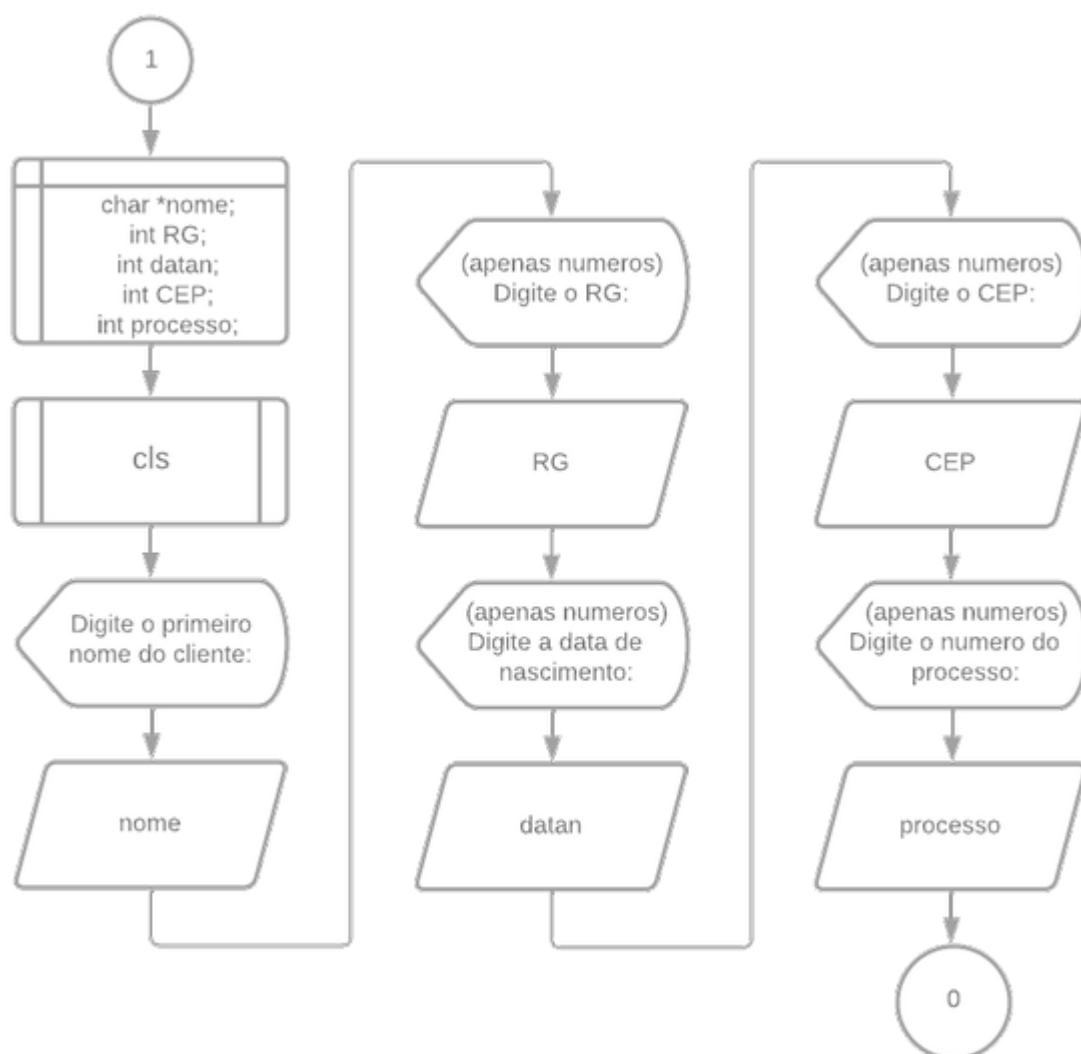 1
char *nome;
int RG;
int datan;
int CEP;
int processo;
cls
Digite o primeiro
nome do cliente:
nome
(apenas numeros)
Digite o RG:
RG
(apenas numeros)
Digite a data de
nascimento:
datan
(apenas numeros)
Digite o CEP:
CEP
(apenas numeros)
Digite o numero do
processo:
processo
0